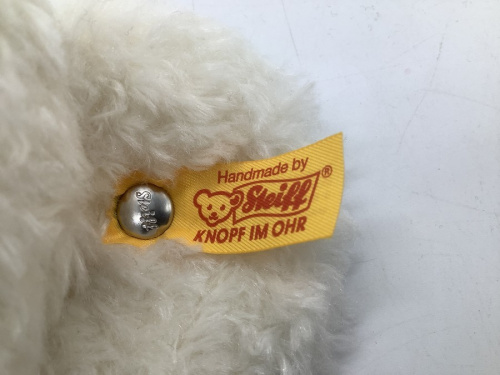 Handmade by
Steiff®
KNOPF IM OHR
Steiff